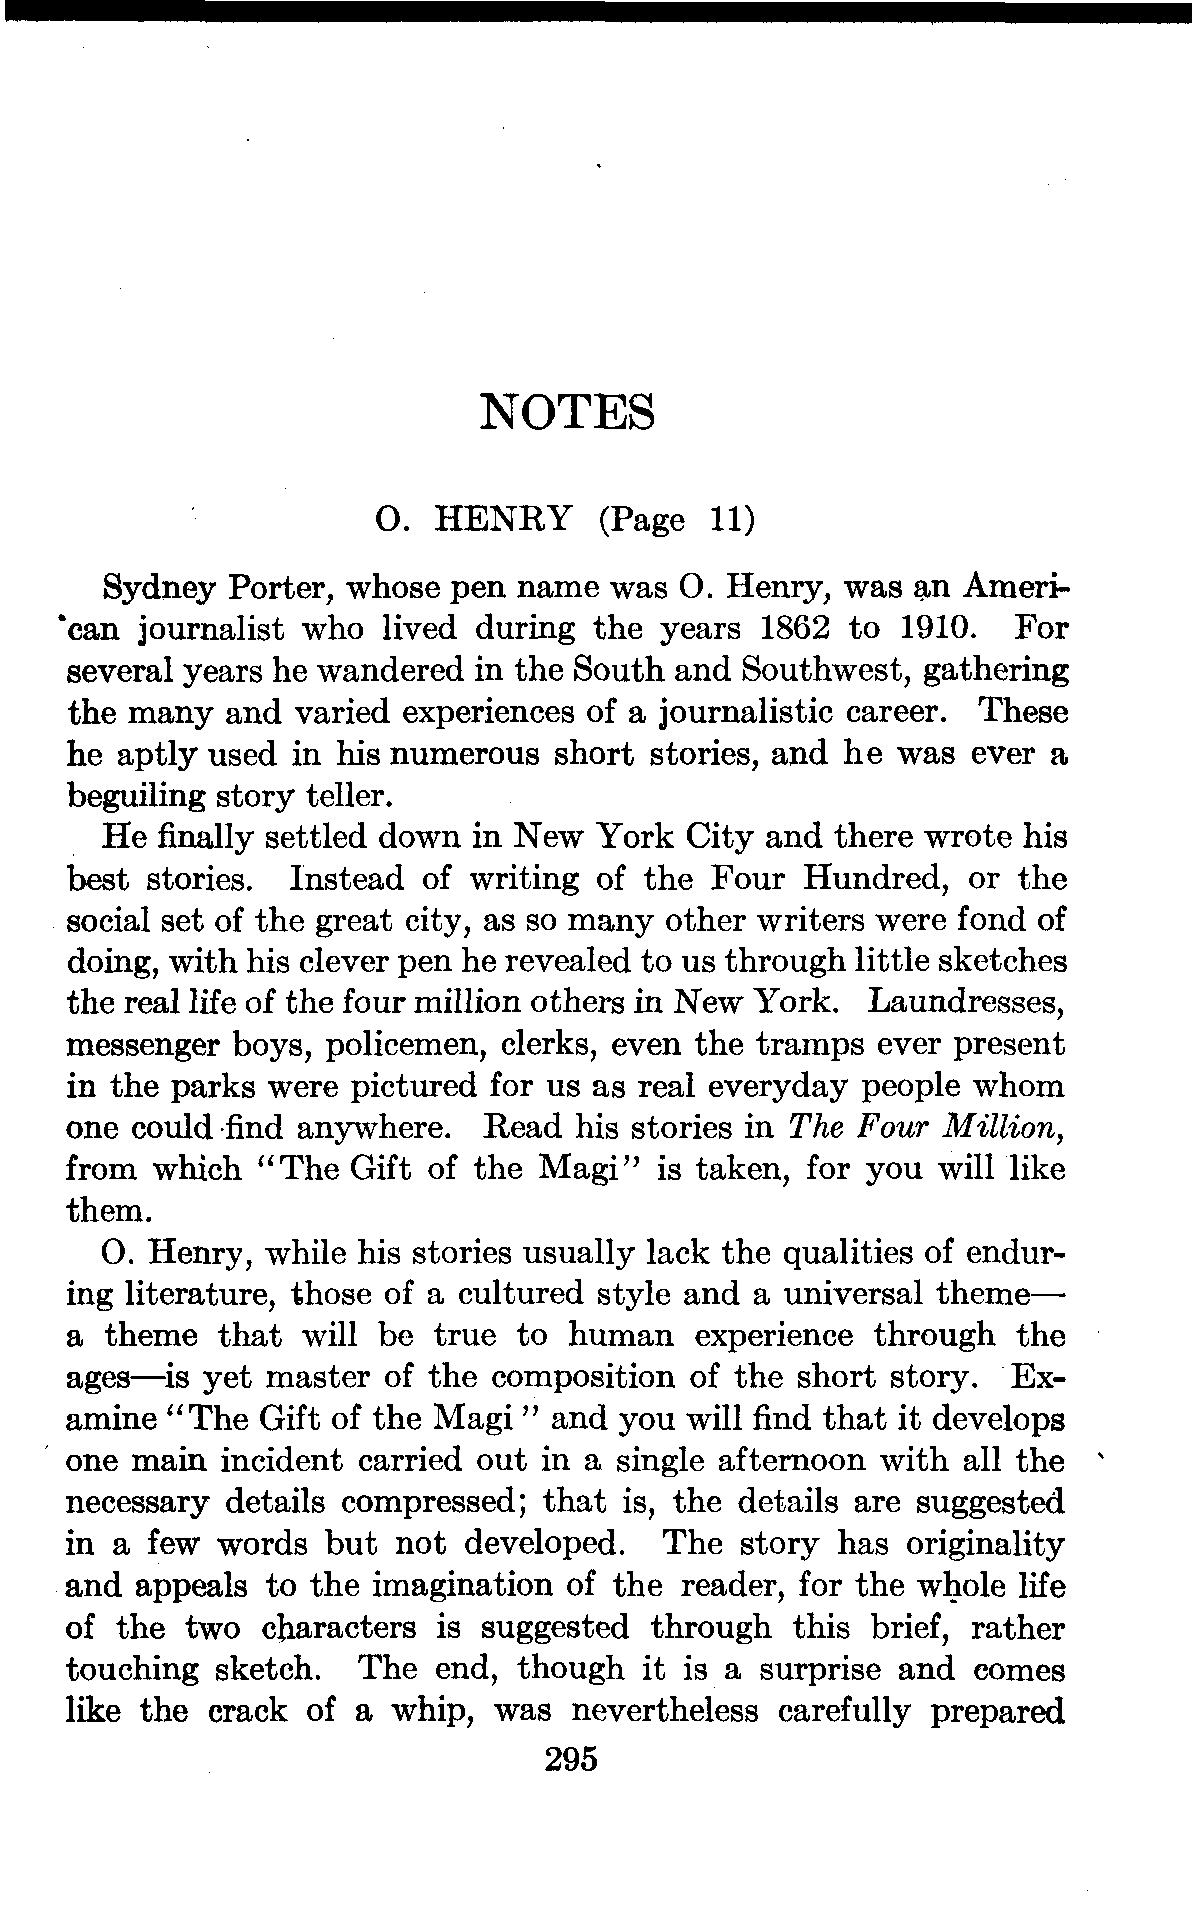 NOTES
O. HENRY (Page 11)
Sydney Porter, whose pen name was O. Henry, was an Ameri-
can journalist who lived during the years 1862 to 1910. For
several years he wandered in the South and Southwest, gathering
the many and varied experiences of a journalistic career. These
he aptly used in his numerous short stories, and he was ever a
beguiling story teller.
He finally settled down in New York City and there wrote his
best stories. Instead of writing of the Four Hundred, or the
social set of the great city, as so many other writers were fond of
doing, with his clever pen he revealed to us through little sketches
the real life of the four million others in New York. Laundresses,
messenger boys, policemen, clerks, even the tramps ever present
in the parks were pictured for us as real everyday people whom
one could find anywhere. Read his stories in The Four Million,
from which "The Gift of the Magi" is taken, for you will like
them.
O. Henry, while his stories usually lack the qualities of endur-
ing literature, those of a cultured style and a universal theme—
a theme that will be true to human experience through the
ages—is yet master of the composition of the short story. Ex-
amine "The Gift of the Magi" and you will find that it develops
one main incident carried out in a single afternoon with all the
necessary details compressed; that is, the details are suggested
in a few words but not developed. The story has originality
and appeals to the imagination of the reader, for the whole life
of the two characters is suggested through this brief, rather
touching sketch. The end, though it is a surprise and comes
like the crack of a whip, was nevertheless carefully prepared
295